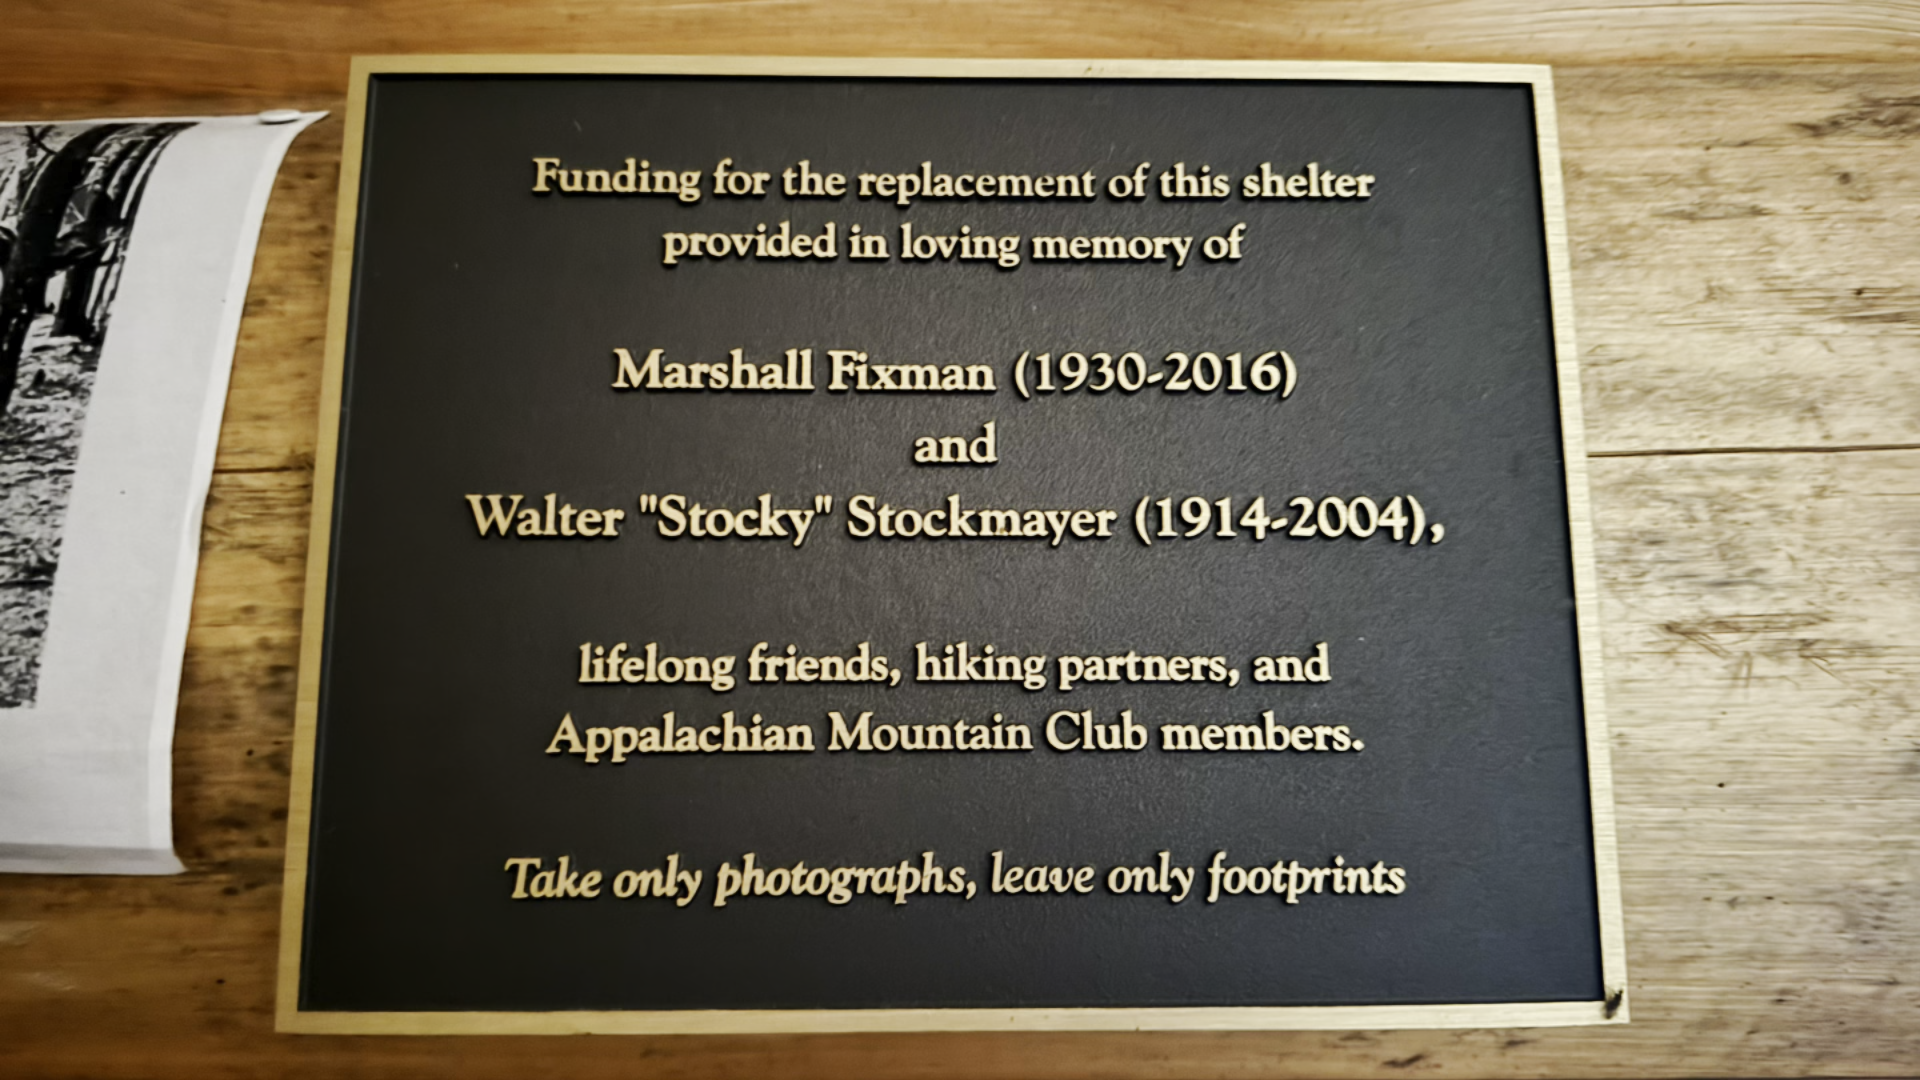 Funding for the replacement of this shelter
provided in loving memory of
Marshall Fixman (1930-2016)
and
Walter "Stocky" Stockmayer (1914-2004),
lifelong friends, hiking partners, and
Appalachian Mountain Club members.
Take only photographs, leave only footprints